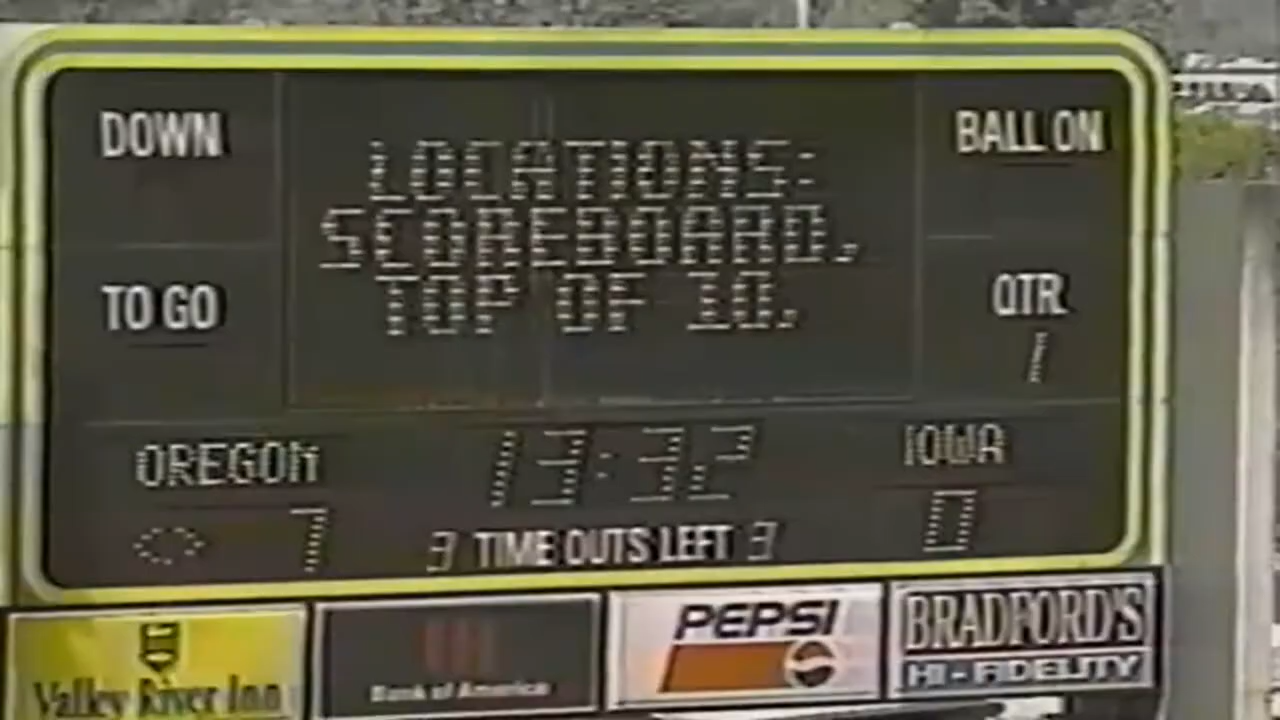 DOWN
LOCATIONS:
SCOREBOARD,
TOP OF 10,
BALL ON
TO GO
QTR
1
OREGON
13:32
IOWA
7
3 TIME OUTS LEFT 3
0
Valley River Inn
Bank of America
PEPSI
BRADFORD'S
HI-FIDELITY